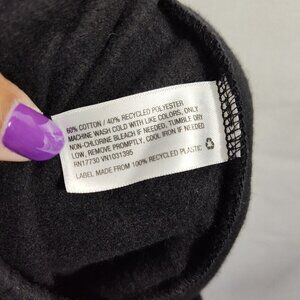 60% COTTON / 40% RECYCLED POLYESTER
MACHINE WASH COLD WITH LIKE COLORS, ONLY
NON-CHLORINE BLEACH IF NEEDED, TUMBLE DRY
LOW, REMOVE PROMPTLY, COOL IRON IF NEEDED
RN17730 VN1031395
LABEL MADE FROM 100% RECYCLED PLASTIC